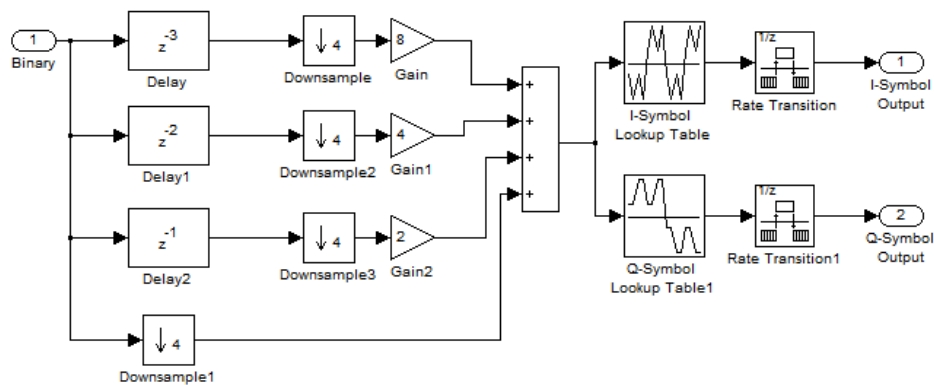 1
Binary
z-3
Delay
4
Downsample
8
Gain
z-2
Delay1
4
Downsample2
4
Gain1
z-1
Delay2
4
Downsample3
2
Gain2
4
Downsample1
+
+
+
+
I-Symbol
Lookup Table
1/z
Rate Transition
1
I-Symbol
Output
Q-Symbol
Lookup Table1
1/z
Rate Transition1
2
Q-Symbol
Output